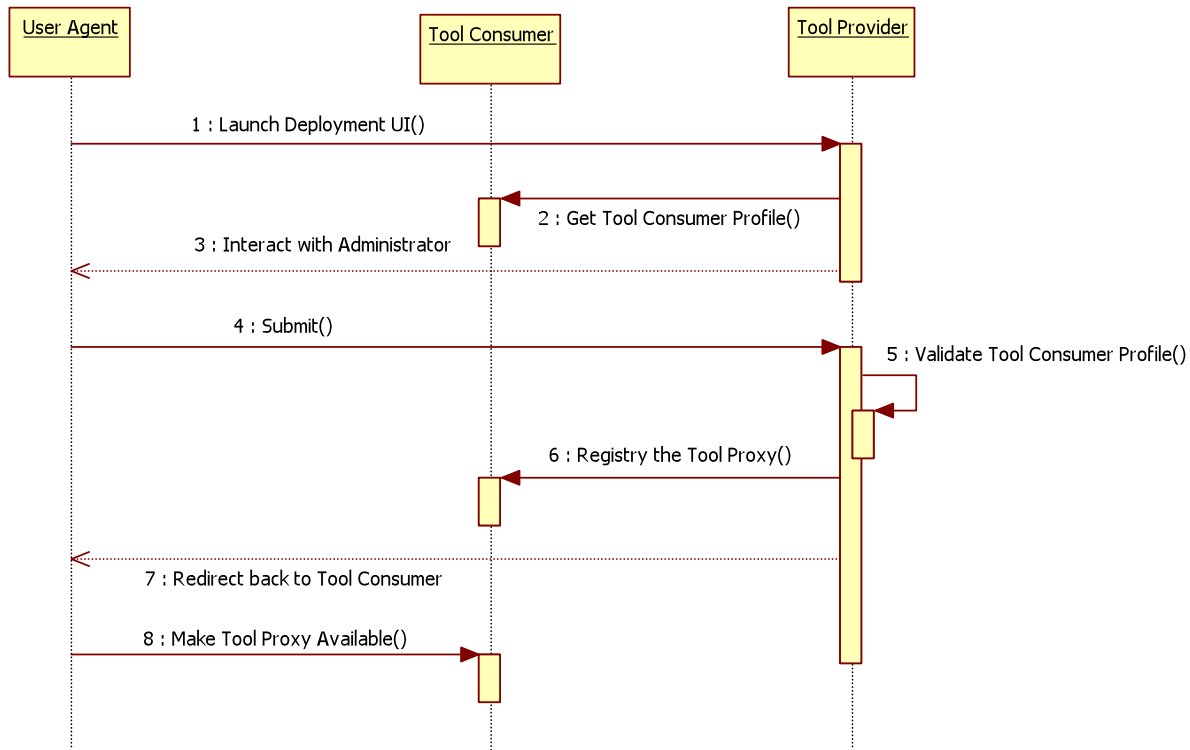 User Agent
Tool Consumer
Tool Provider
1 : Launch Deployment UI()
2 : Get Tool Consumer Profile()
3 : Interact with Administrator
4 : Submit()
5 : Validate Tool Consumer Profile()
6 : Registry the Tool Proxy()
7 : Redirect back to Tool Consumer
8 : Make Tool Proxy Available()